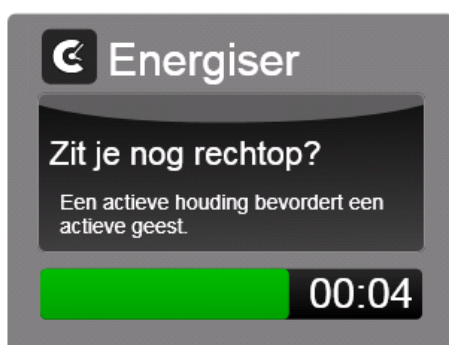 Energiser
Zit je nog rechtop?
Een actieve houding bevordert een
actieve geest.
00:04